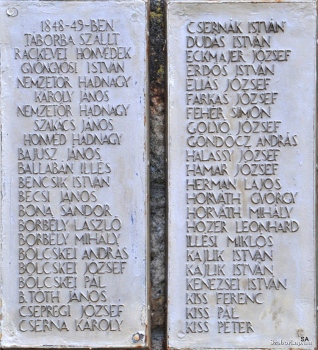 1848-49-BEN
TÁBORBA SZÁLLT
RÁCKEVEI HONVÉDEK
GYÖNGYÖSI ISTVÁN
NEMZETŐR HADNAGY
KÁROLY JÁNOS
NEMZETŐR HADNAGY
SZAKÁCS JÁNOS
HONVÉD HADNAGY
BAJUSZ JÁNOS
BALLABÁN ILLÉS
BENCSIK ISTVÁN
BÉCSI JÁNOS
BÓNA SÁNDOR
BORBÉLY LÁSZLÓ
BORBÉLY MIHÁLY
BÖLCSKEI ANDRÁS
BÖLCSKEI JÓZSEF
BÖLCSKEI PÁL
B. TÓTH JÁNOS
CSEPREGI JÓZSEF
CSERNA KÁROLY
CSERNÁK ISTVÁN
DUDÁS ISTVÁN
ECKMAJER JÓZSEF
ERDŐS ISTVÁN
ÉLIÁS JÓZSEF
FARKAS JÓZSEF
FEHÉR SIMON
GOLYÓ JÓZSEF
GÖNDÖCZ ANDRÁS
HALASSY JÓZSEF
HAMAR JÓZSEF
HERMAN LAJOS
HORVÁTH GYÖRGY
HORVÁTH MIHÁLY
HÓZER LEONHARD
ILLÉSI MIKLÓS
KAJLIK ISTVÁN
KAJLIK ISTVÁN
KENEZSEI ISTVÁN
KISS FERENC
KISS PÁL
KISS PÉTER
SA